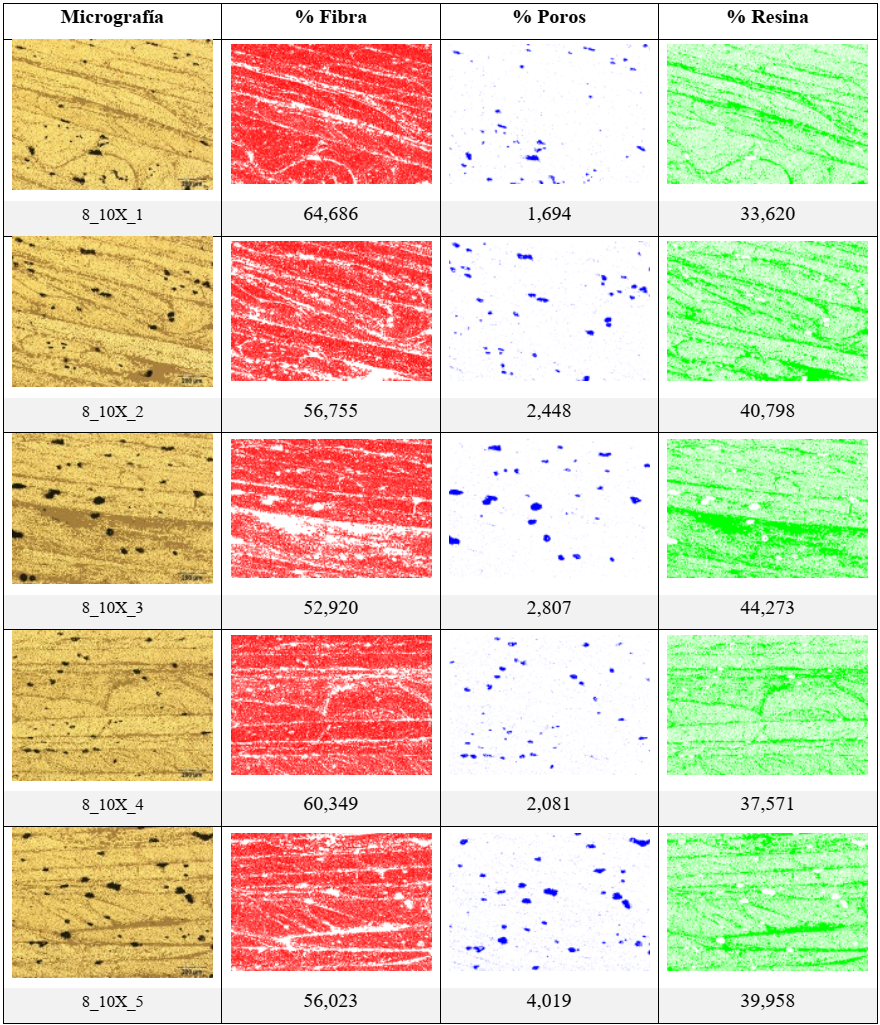 Micrografía % Fibra % Poros % Resina
8_10X_1 64,686 1,694 33,620
8_10X_2 56,755 2,448 40,798
8_10X_3 52,920 2,807 44,273
8_10X_4 60,349 2,081 37,571
8_10X_5 56,023 4,019 39,958